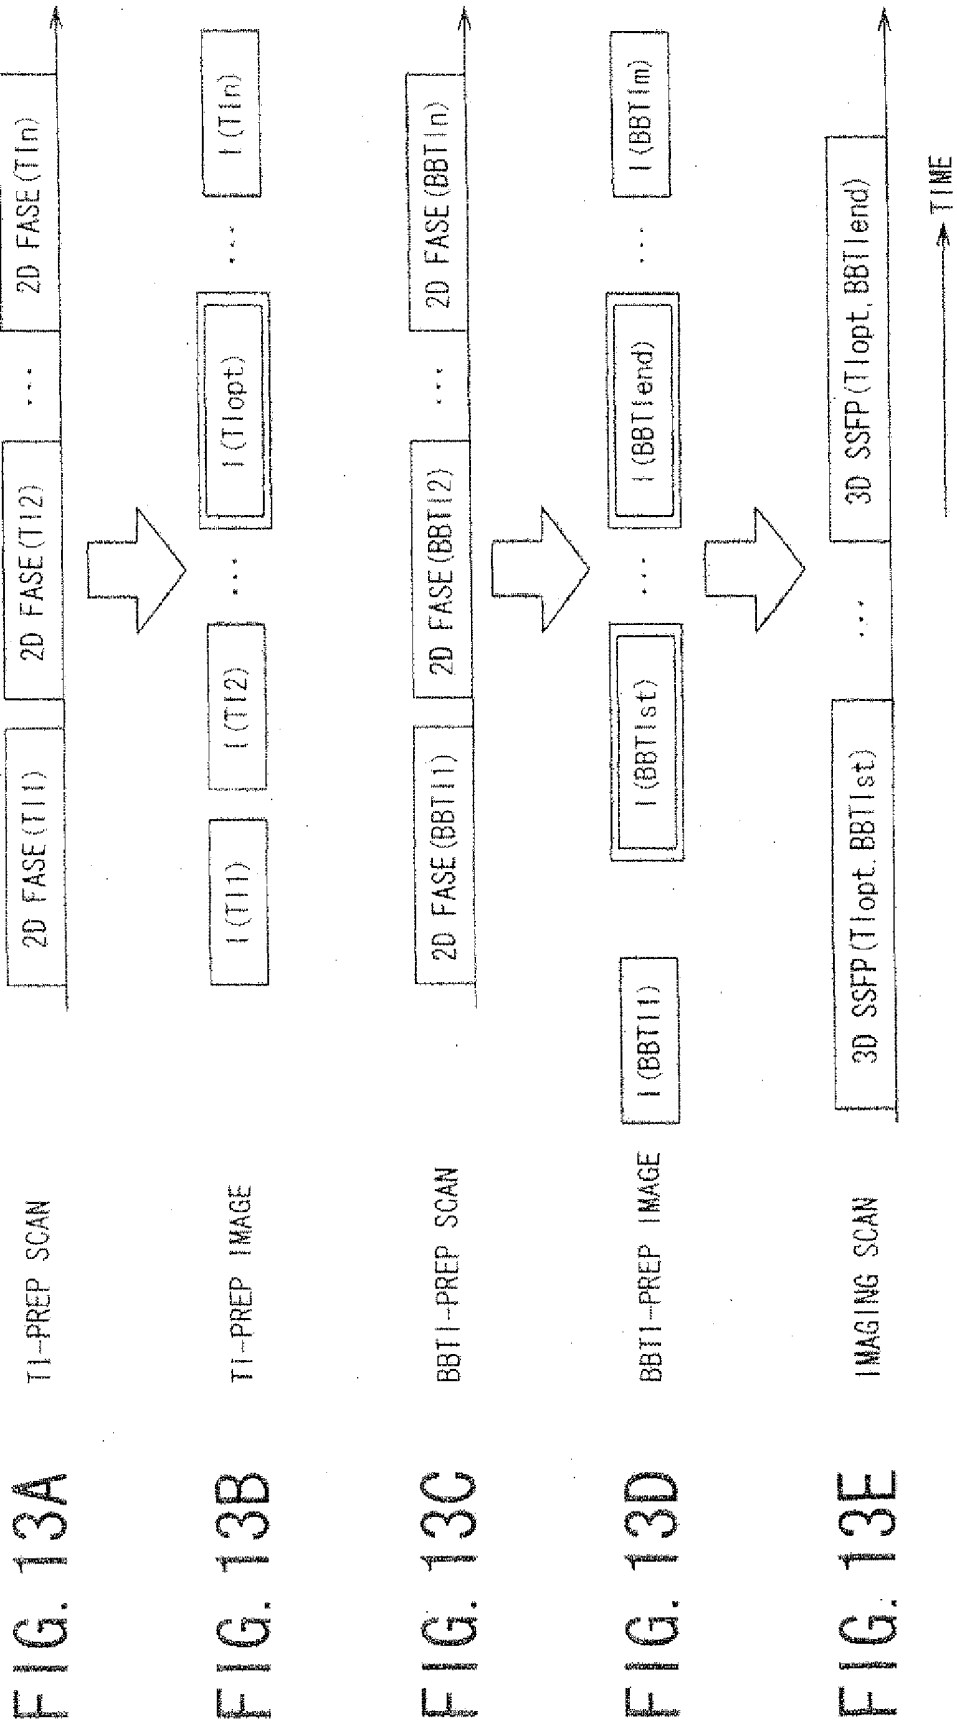 FIG. 13A TI-PREP SCAN 2D FASE(TI1) 2D FASE(TI2) ... 2D FASE(TIn)
FIG. 13B TI-PREP IMAGE I(TI1) I(TI2) ... I(TIopt) ... I(TIn)
FIG. 13C BBTI-PREP SCAN 2D FASE(BBTI1) 2D FASE(BBTI2) ... 2D FASE(BBTIn)
FIG. 13D BBTI-PREP IMAGE I(BBTI1) I(BBTIst) ... I(BBTIend) ... I(BBTIm)
FIG. 13E IMAGING SCAN 3D SSFP(TIopt,BBTIst) ... 3D SSFP(TIopt,BBTIend)
TIME